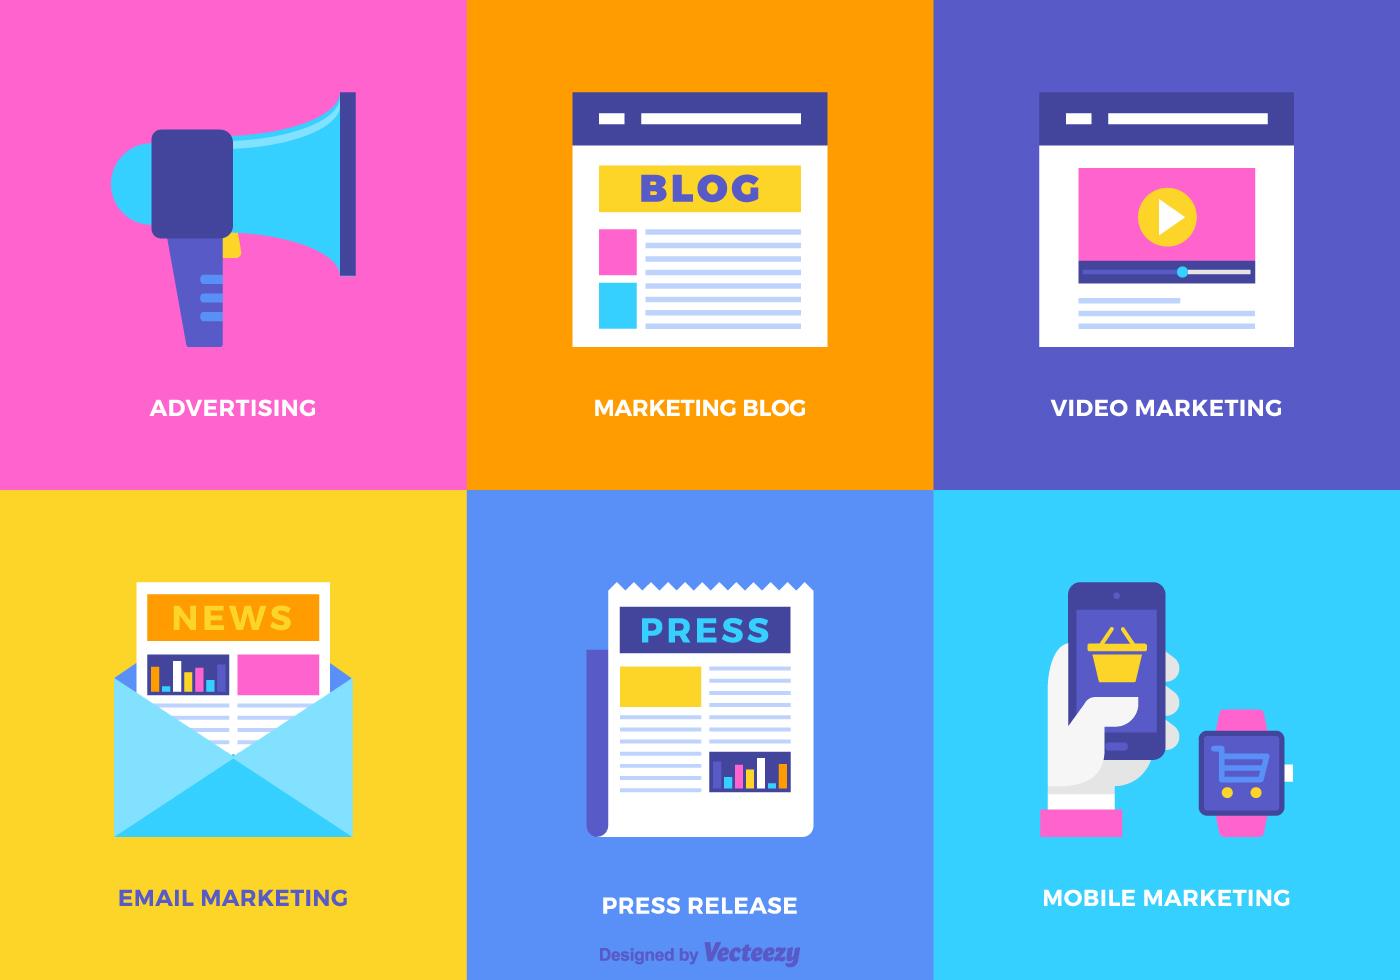 BLOG
ADVERTISING
MARKETING BLOG
VIDEO MARKETING
NEWS
PRESS
EMAIL MARKETING
PRESS RELEASE
MOBILE MARKETING
Designed by Vecteezy